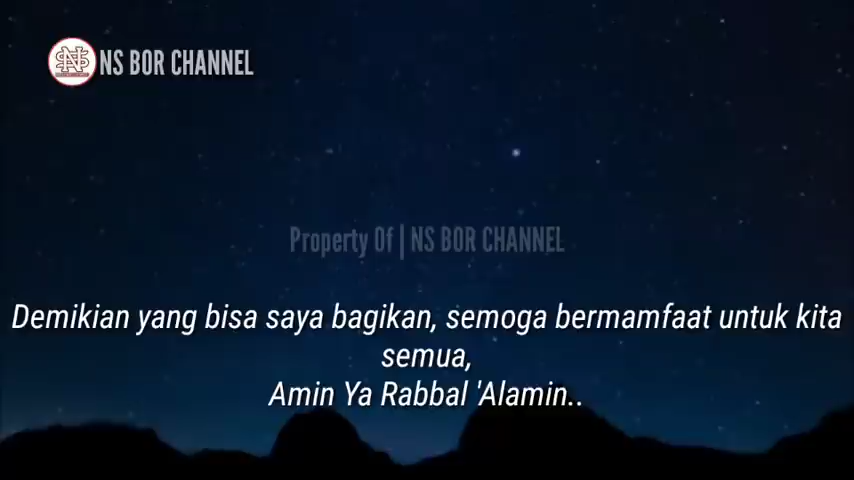 NS BOR CHANNEL
Property Of | NS BOR CHANNEL
Demikian yang bisa saya bagikan, semoga bermamfaat untuk kita
semua,
Amin Ya Rabbal 'Alamin..